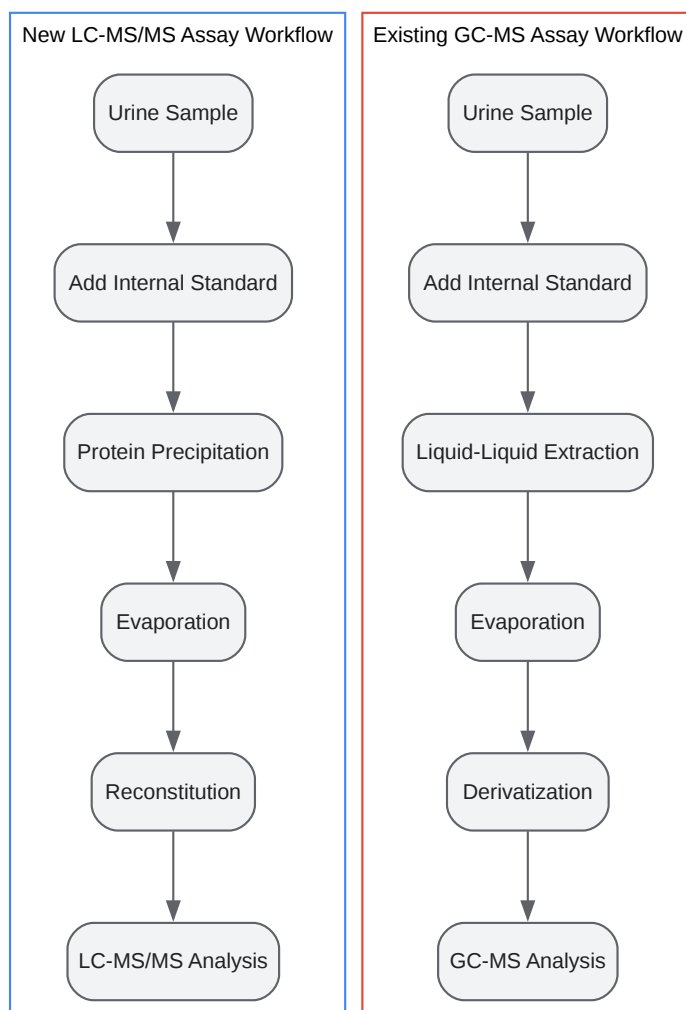 New LC-MS/MS Assay Workflow
Urine Sample
Add Internal Standard
Protein Precipitation
Evaporation
Reconstitution
LC-MS/MS Analysis
Existing GC-MS Assay Workflow
Urine Sample
Add Internal Standard
Liquid-Liquid Extraction
Evaporation
Derivatization
GC-MS Analysis